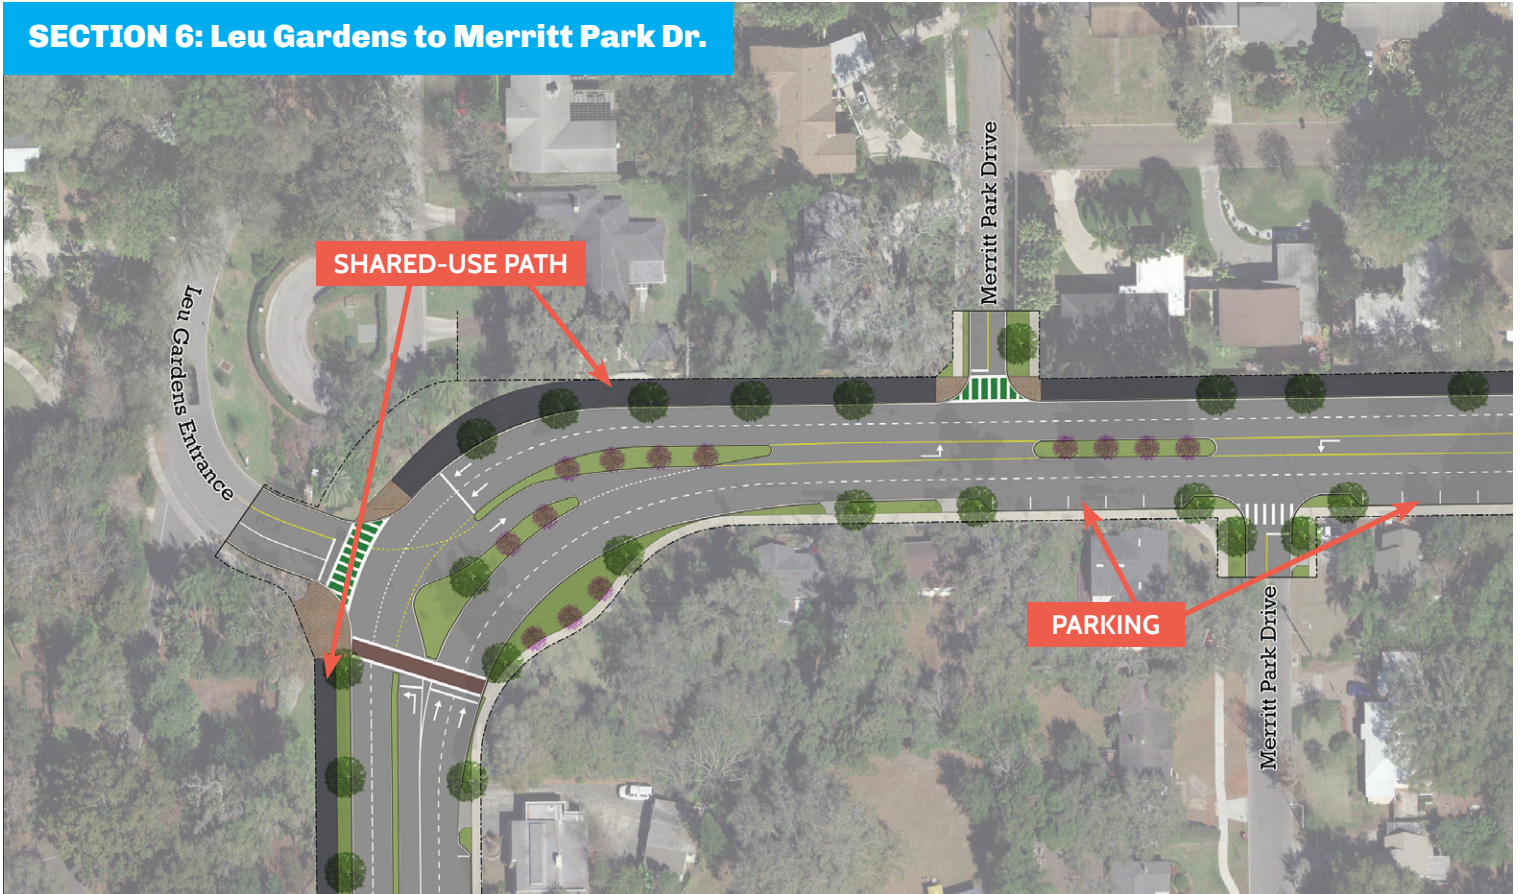 SECTION 6: Leu Gardens to Merritt Park Dr.
Merritt Park Drive
SHARED-USE PATH
Leu Gardens Entrance
PARKING
Merritt Park Drive